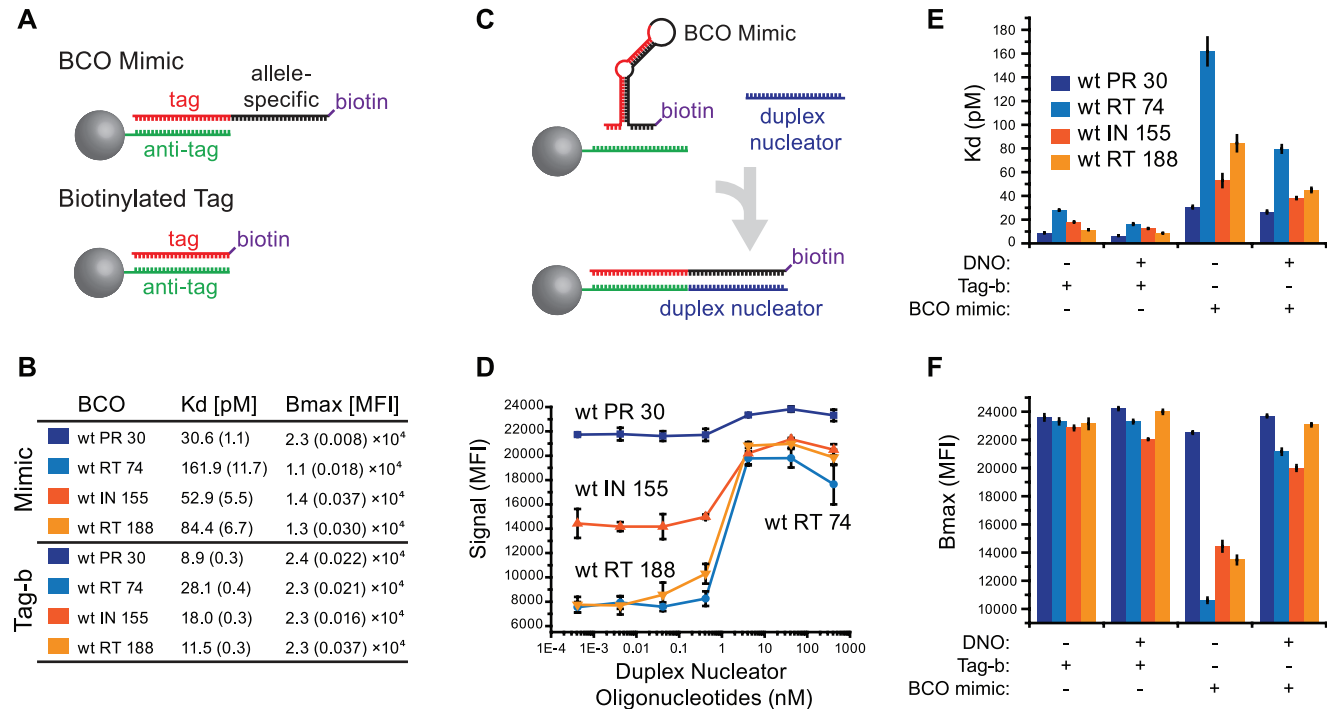 A
BCO Mimic
tag
allele-
specific
biotin
anti-tag
Biotinylated Tag
tag
biotin
anti-tag
B
BCO Kd [pM] Bmax [MFI]
Mimic
wt PR 30 30.6 (1.1) 2.3 (0.008) ×10⁴
wt RT 74 161.9 (11.7) 1.1 (0.018) ×10⁴
wt IN 155 52.9 (5.5) 1.4 (0.037) ×10⁴
wt RT 188 84.4 (6.7) 1.3 (0.030) ×10⁴
Tag-b
wt PR 30 8.9 (0.3) 2.4 (0.022) ×10⁴
wt RT 74 28.1 (0.4) 2.3 (0.021) ×10⁴
wt IN 155 18.0 (0.3) 2.3 (0.016) ×10⁴
wt RT 188 11.5 (0.3) 2.3 (0.037) ×10⁴
C
BCO Mimic
biotin
duplex
nucleator
anti-tag
biotin
duplex nucleator
D
Signal (MFI)
24000
22000
20000
18000
16000
14000
12000
10000
8000
6000
wt PR 30
wt IN 155
wt RT 74
wt RT 188
1E-4 1E-3 0.01 0.1 1 10 100 1000
Duplex Nucleator
Oligonucleotides (nM)
E
Kd (pM)
180
160
140
120
100
80
60
40
20
0
wt PR 30
wt RT 74
wt IN 155
wt RT 188
DNO: - + - +
Tag-b: + + - -
BCO mimic: - - + +
F
Bmax (MFI)
24000
22000
20000
18000
16000
14000
12000
10000
DNO: - + - +
Tag-b: + + - -
BCO mimic: - - + +